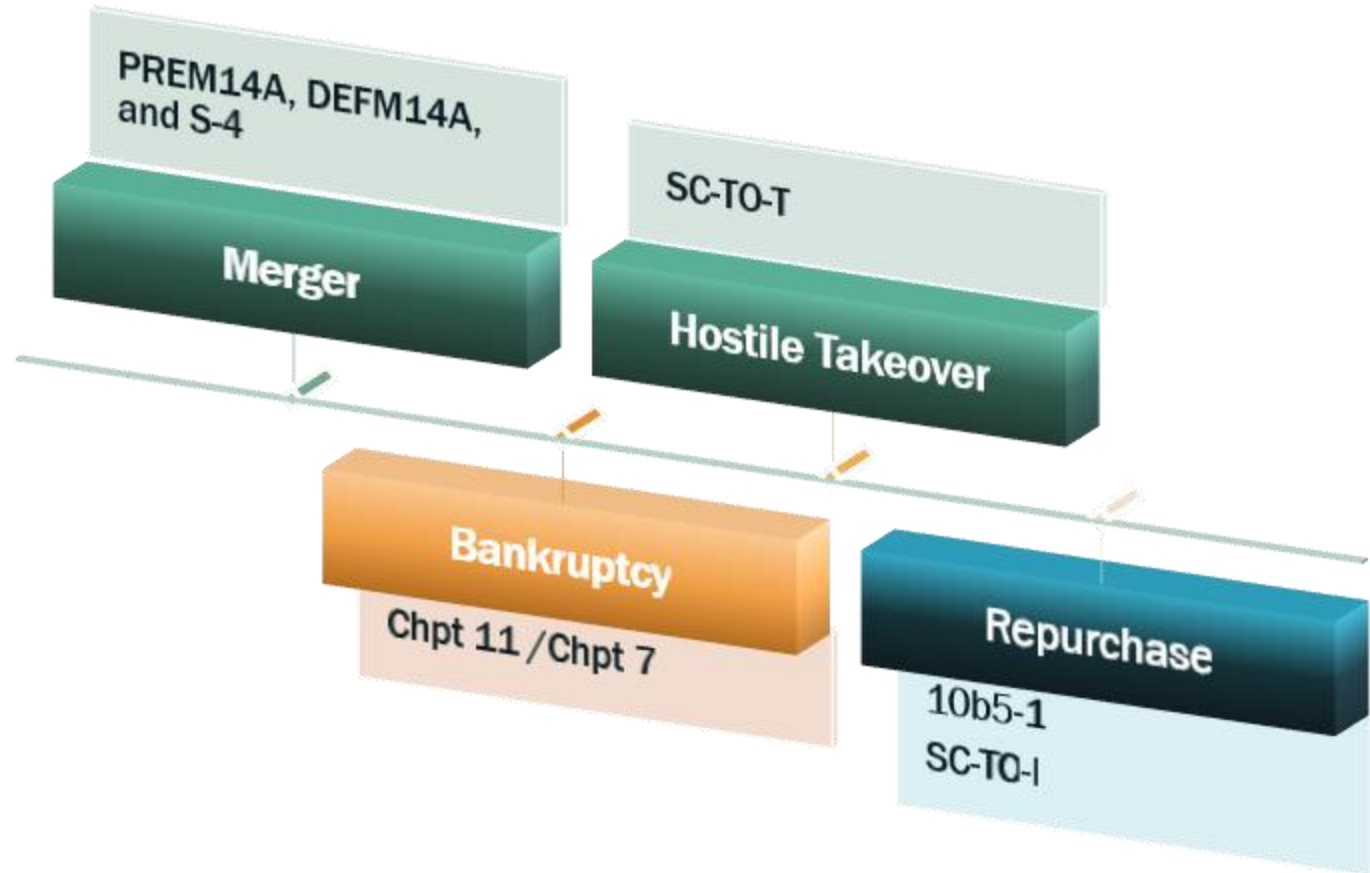 PREM14A, DEFM14A,
and S-4
Merger
SC-TO-T
Hostile Takeover
Bankruptcy
Chpt 11 /Chpt 7
Repurchase
10b5-1
SC-TO-I